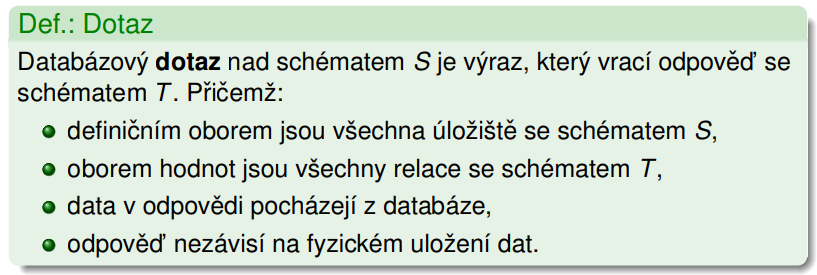 Def.: Dotaz
Databázový dotaz nad schématem S je výraz, který vrací odpověď se
schématem T. Přičemž:
definičním oborem jsou všechna úložiště se schématem S,
oborem hodnot jsou všechny relace se schématem T,
data v odpovědi pocházejí z databáze,
odpověď nezávisí na fyzickém uložení dat.